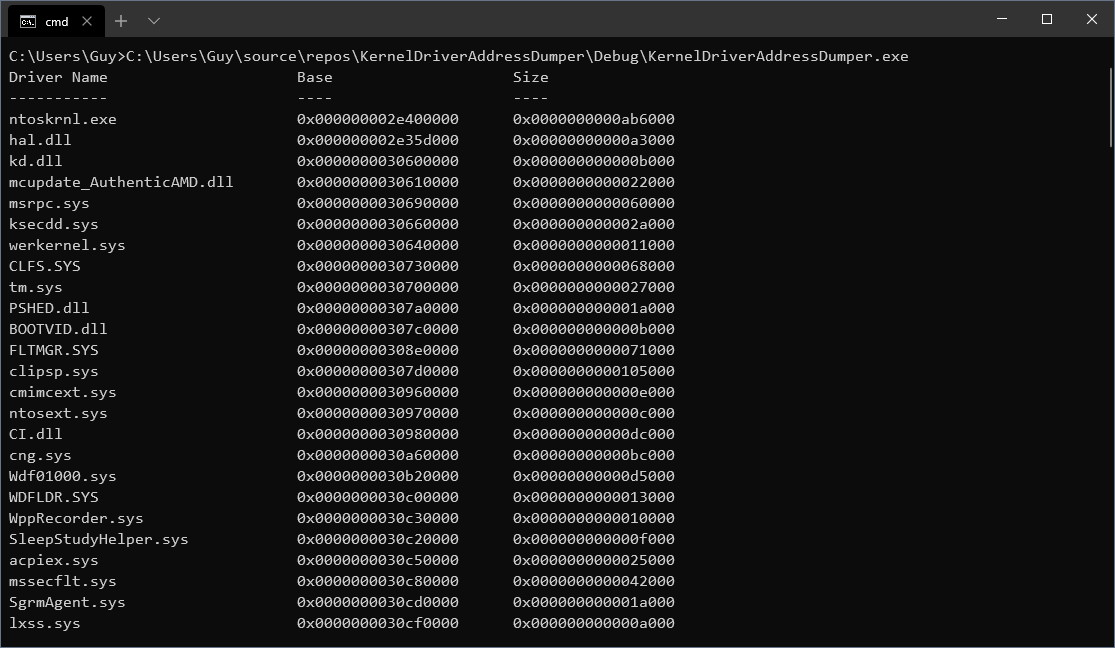 cmd
C:\Users\Guy>C:\Users\Guy\source\repos\KernelDriverAddressDumper\Debug\KernelDriverAddressDumper.exe
Driver Name Base Size
----------- ---- ----
ntoskrnl.exe 0x000000002e400000 0x0000000000ab6000
hal.dll 0x000000002e35d000 0x00000000000a3000
kd.dll 0x0000000030600000 0x000000000000b000
mcupdate_AuthenticAMD.dll 0x0000000030610000 0x0000000000022000
msrpc.sys 0x0000000030690000 0x0000000000060000
ksecdd.sys 0x0000000030660000 0x000000000002a000
werkernel.sys 0x0000000030640000 0x0000000000011000
CLFS.SYS 0x0000000030730000 0x0000000000068000
tm.sys 0x0000000030700000 0x0000000000027000
PSHED.dll 0x00000000307a0000 0x000000000001a000
BOOTVID.dll 0x00000000307c0000 0x000000000000b000
FLTMGR.SYS 0x00000000308e0000 0x0000000000071000
clipsp.sys 0x00000000307d0000 0x0000000000105000
cmimcext.sys 0x0000000030960000 0x000000000000e000
ntosext.sys 0x0000000030970000 0x000000000000c000
CI.dll 0x0000000030980000 0x00000000000dc000
cng.sys 0x0000000030a60000 0x00000000000bc000
Wdf01000.sys 0x0000000030b20000 0x00000000000d5000
WDFLDR.SYS 0x0000000030c00000 0x0000000000013000
WppRecorder.sys 0x0000000030c30000 0x0000000000010000
SleepStudyHelper.sys 0x0000000030c20000 0x000000000000f000
acpiex.sys 0x0000000030c50000 0x0000000000025000
mssecflt.sys 0x0000000030c80000 0x0000000000042000
SgrmAgent.sys 0x0000000030cd0000 0x000000000001a000
lxss.sys 0x0000000030cf0000 0x000000000000a000